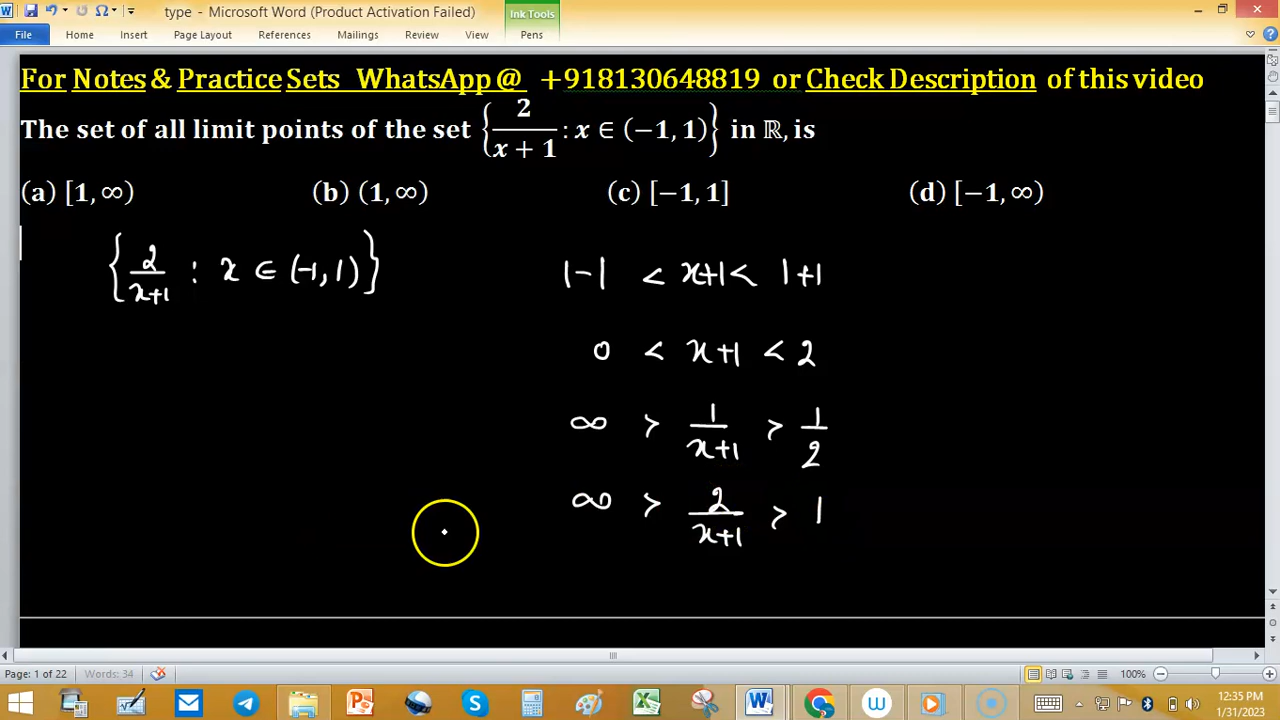 type - Microsoft Word (Product Activation Failed)
Ink Tools
File Home Insert Page Layout References Mailings Review View Pens
For Notes & Practice Sets WhatsApp @ +918130648819 or Check Description of this video
The set of all limit points of the set {2/(x + 1) : x ∈ (−1, 1)} in ℝ, is
(a) [1, ∞) (b) (1, ∞) (c) [−1, 1] (d) [−1, ∞)
{2/(x+1) : x ∈ (-1, 1)}
1-1 < x+1 < 1+1
0 < x+1 < 2
∞ > 1/(x+1) > 1/2
∞ > 2/(x+1) > 1
Page: 1 of 22 Words: 34 100%
12:35 PM
1/31/2023